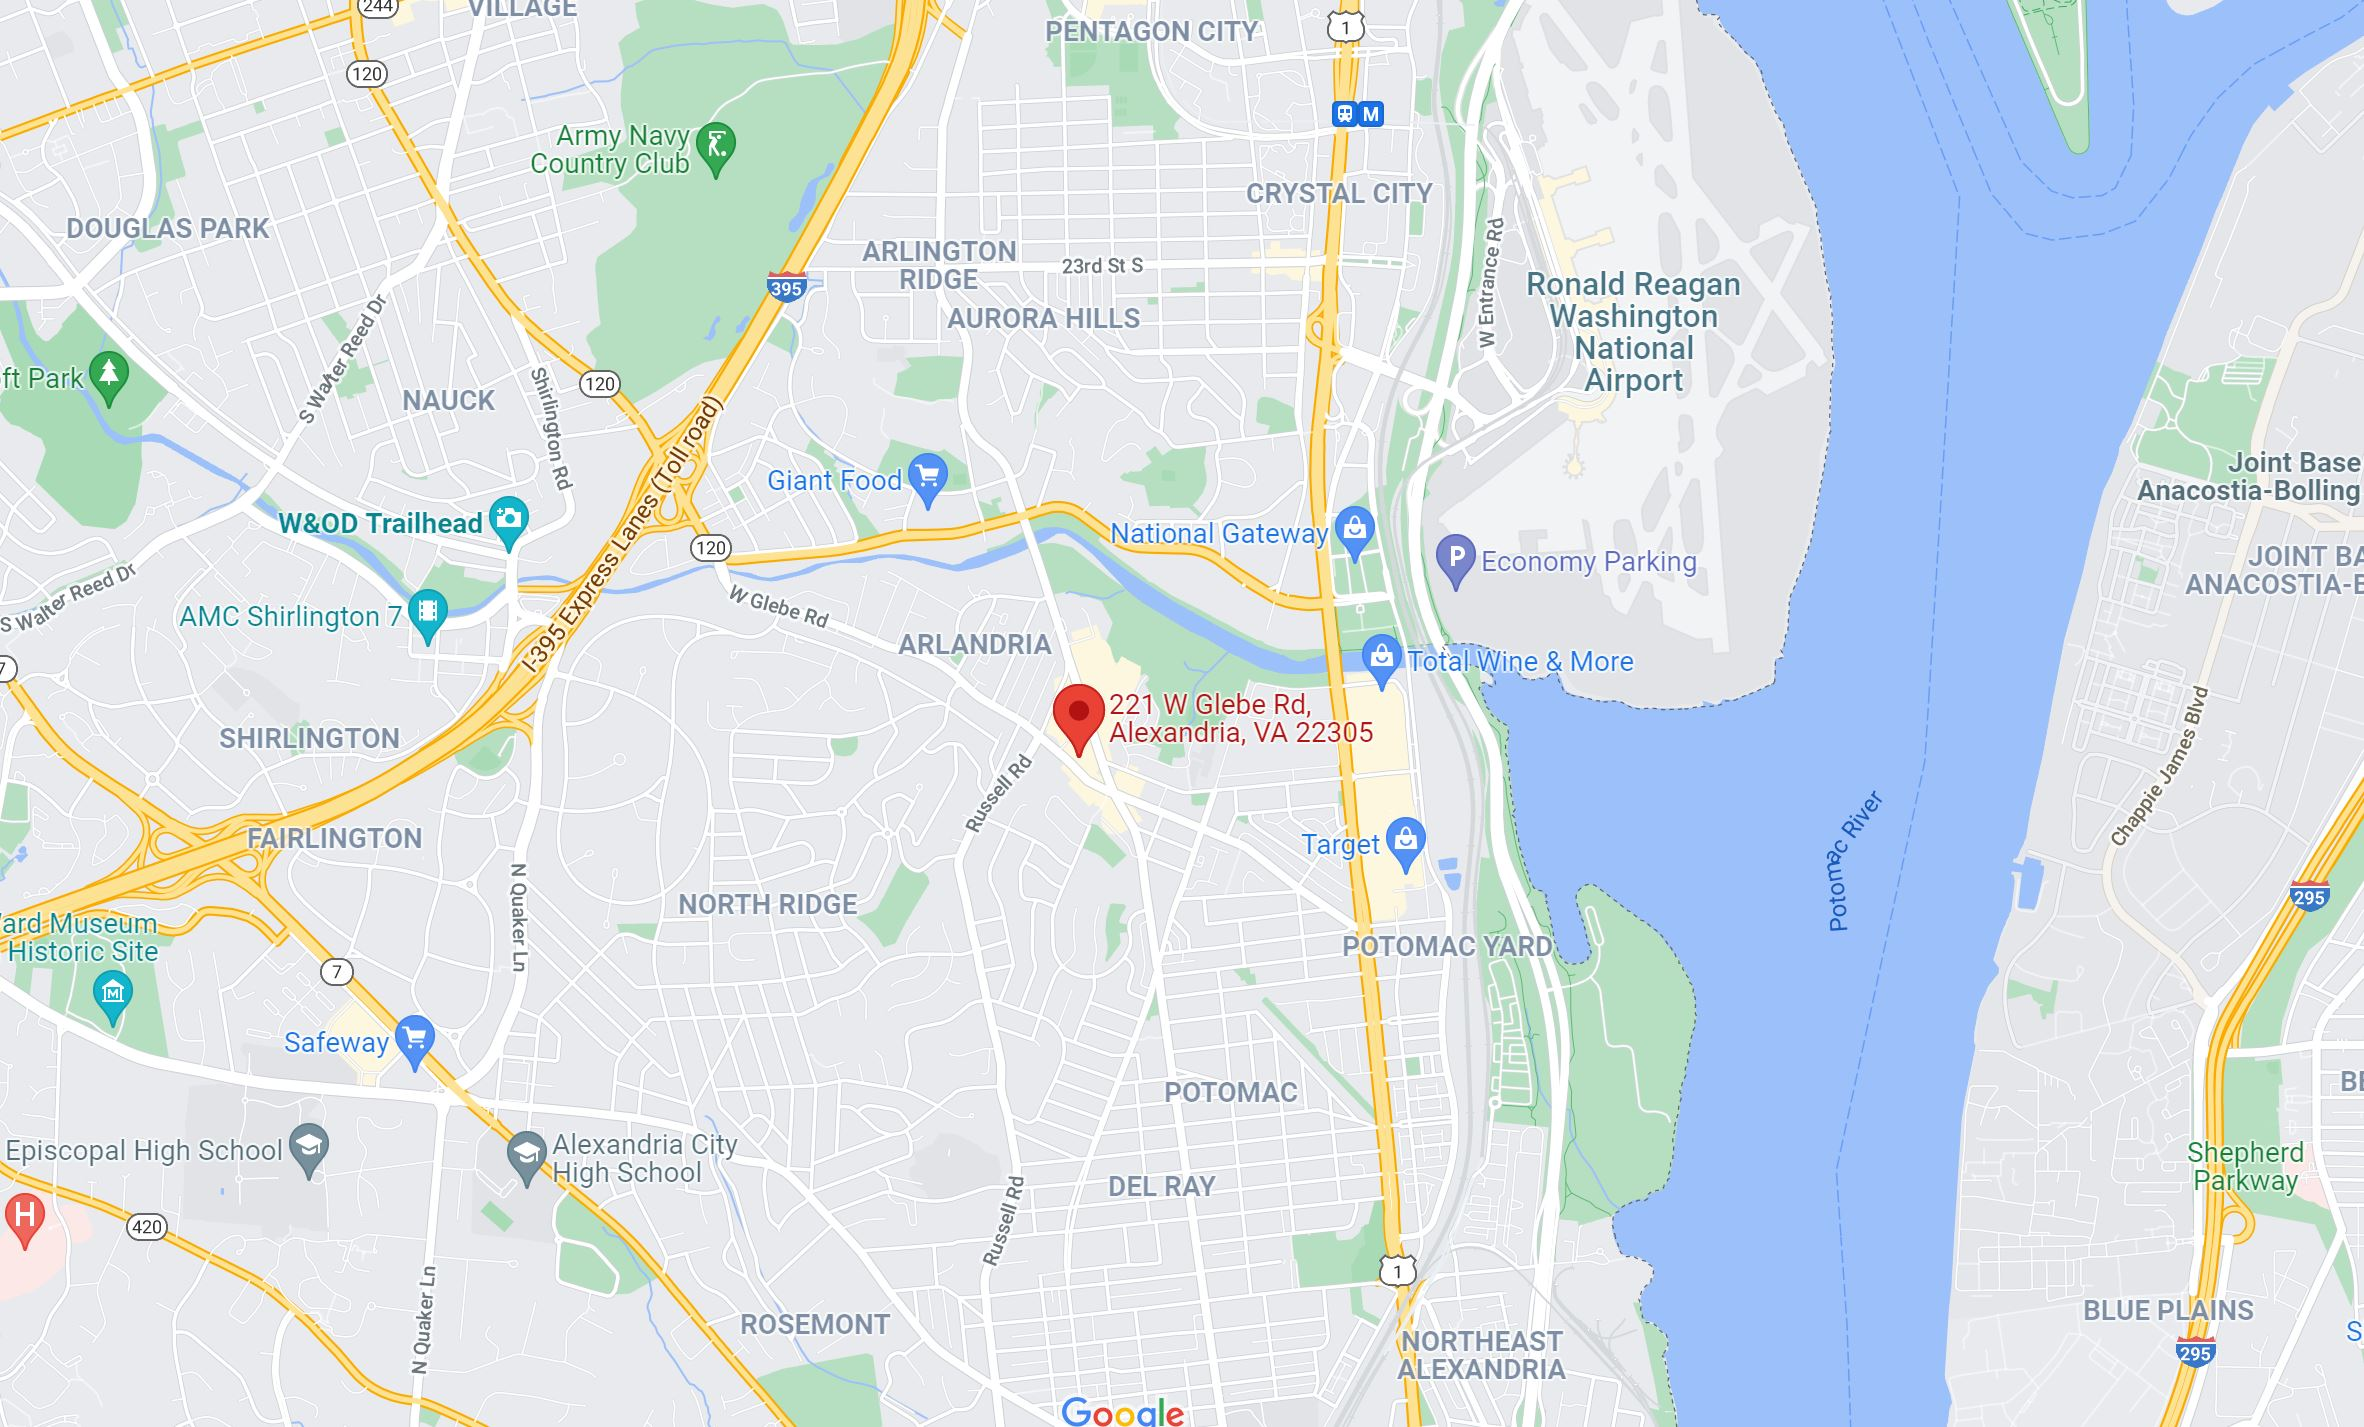 244
VILLAGE
PENTAGON CITY
1
120
M
Army Navy
Country Club
CRYSTAL CITY
DOUGLAS PARK
W Entrance Rd
ARLINGTON
RIDGE
23rd St S
395
Ronald Reagan
Washington
National
Airport
AURORA HILLS
S Walter Reed Dr
ft Park
120
NAUCK
Shirlington Rd
Joint Base
Anacostia-Bolling
Giant Food
W&OD Trailhead
I-395 Express Lanes (Toll road)
National Gateway
120
Economy Parking
JOINT BA
ANACOSTIA-B
S Walter Reed Dr
W Glebe Rd
AMC Shirlington 7
ARLANDRIA
7
Total Wine & More
221 W Glebe Rd,
Alexandria, VA 22305
SHIRLINGTON
Chappie James Blvd
Russell Rd
Potomac River
FAIRLINGTON
Target
295
N Quaker Ln
NORTH RIDGE
ard Museum
Historic Site
POTOMAC YARD
7
Safeway
POTOMAC
BE
Episcopal High School
Alexandria City
High School
Shepherd
Parkway
DEL RAY
H
420
Russell Rd
1
N Quaker Ln
ROSEMONT
BLUE PLAINS
S
NORTHEAST
ALEXANDRIA
295
Google